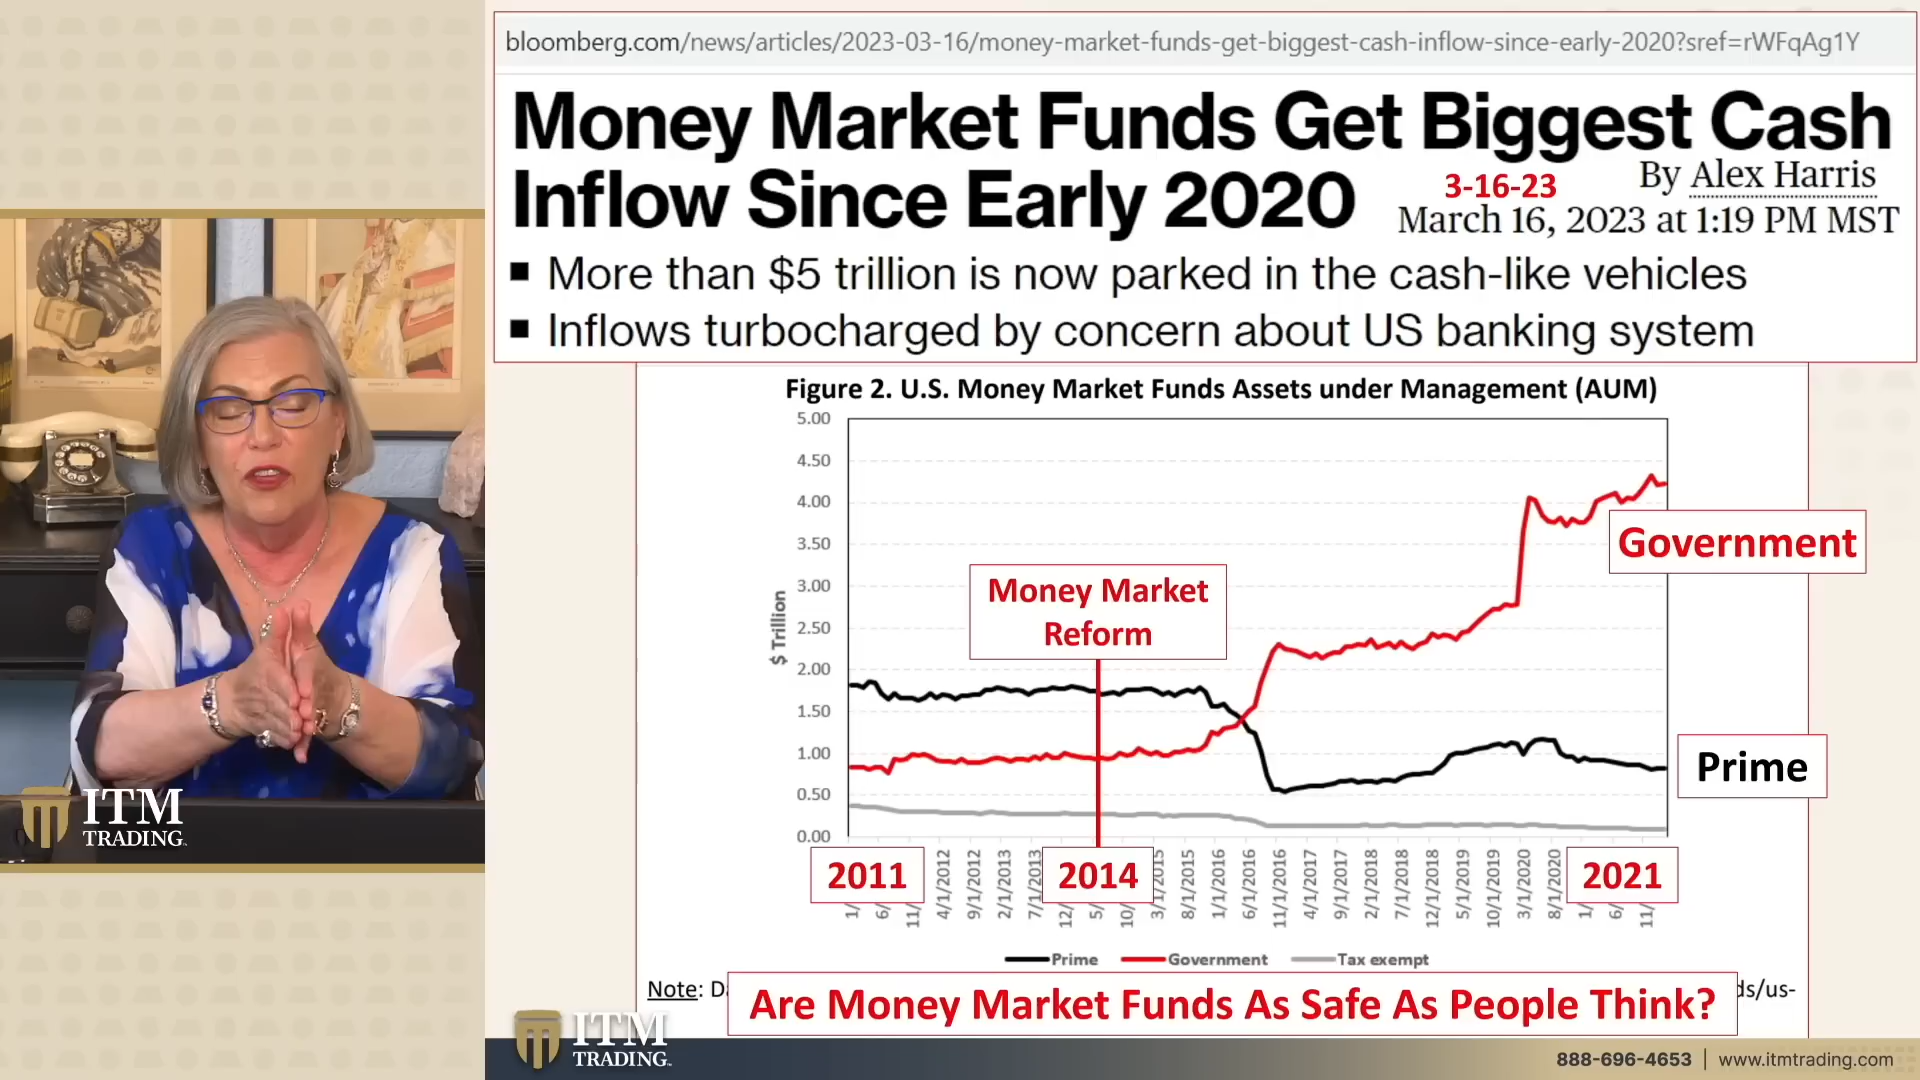 bloomberg.com/news/articles/2023-03-16/money-market-funds-get-biggest-cash-inflow-since-early-2020?sref=rWFqAg1Y
Money Market Funds Get Biggest Cash
Inflow Since Early 2020
3-16-23
By Alex Harris
March 16, 2023 at 1:19 PM MST
■ More than $5 trillion is now parked in the cash-like vehicles
■ Inflows turbocharged by concern about US banking system
Figure 2. U.S. Money Market Funds Assets under Management (AUM)
5.00
4.50
4.00
3.50
3.00
2.50
2.00
1.50
1.00
0.50
0.00
$ Trillion
Money Market
Reform
Government
Prime
2011
2014
2021
4/1/2012
9/1/2012
2/1/2013
8/1/2015
1/1/2016
6/1/2016
11/1/2016
4/1/2017
9/1/2017
2/1/2018
7/1/2018
12/1/2018
5/1/2019
10/1/2019
3/1/2020
8/1/2020
Prime Government Tax exempt
Note:
ds/us-
Are Money Market Funds As Safe As People Think?
ITM
TRADING
ITM
TRADING
888-696-4653 | www.itmtrading.com